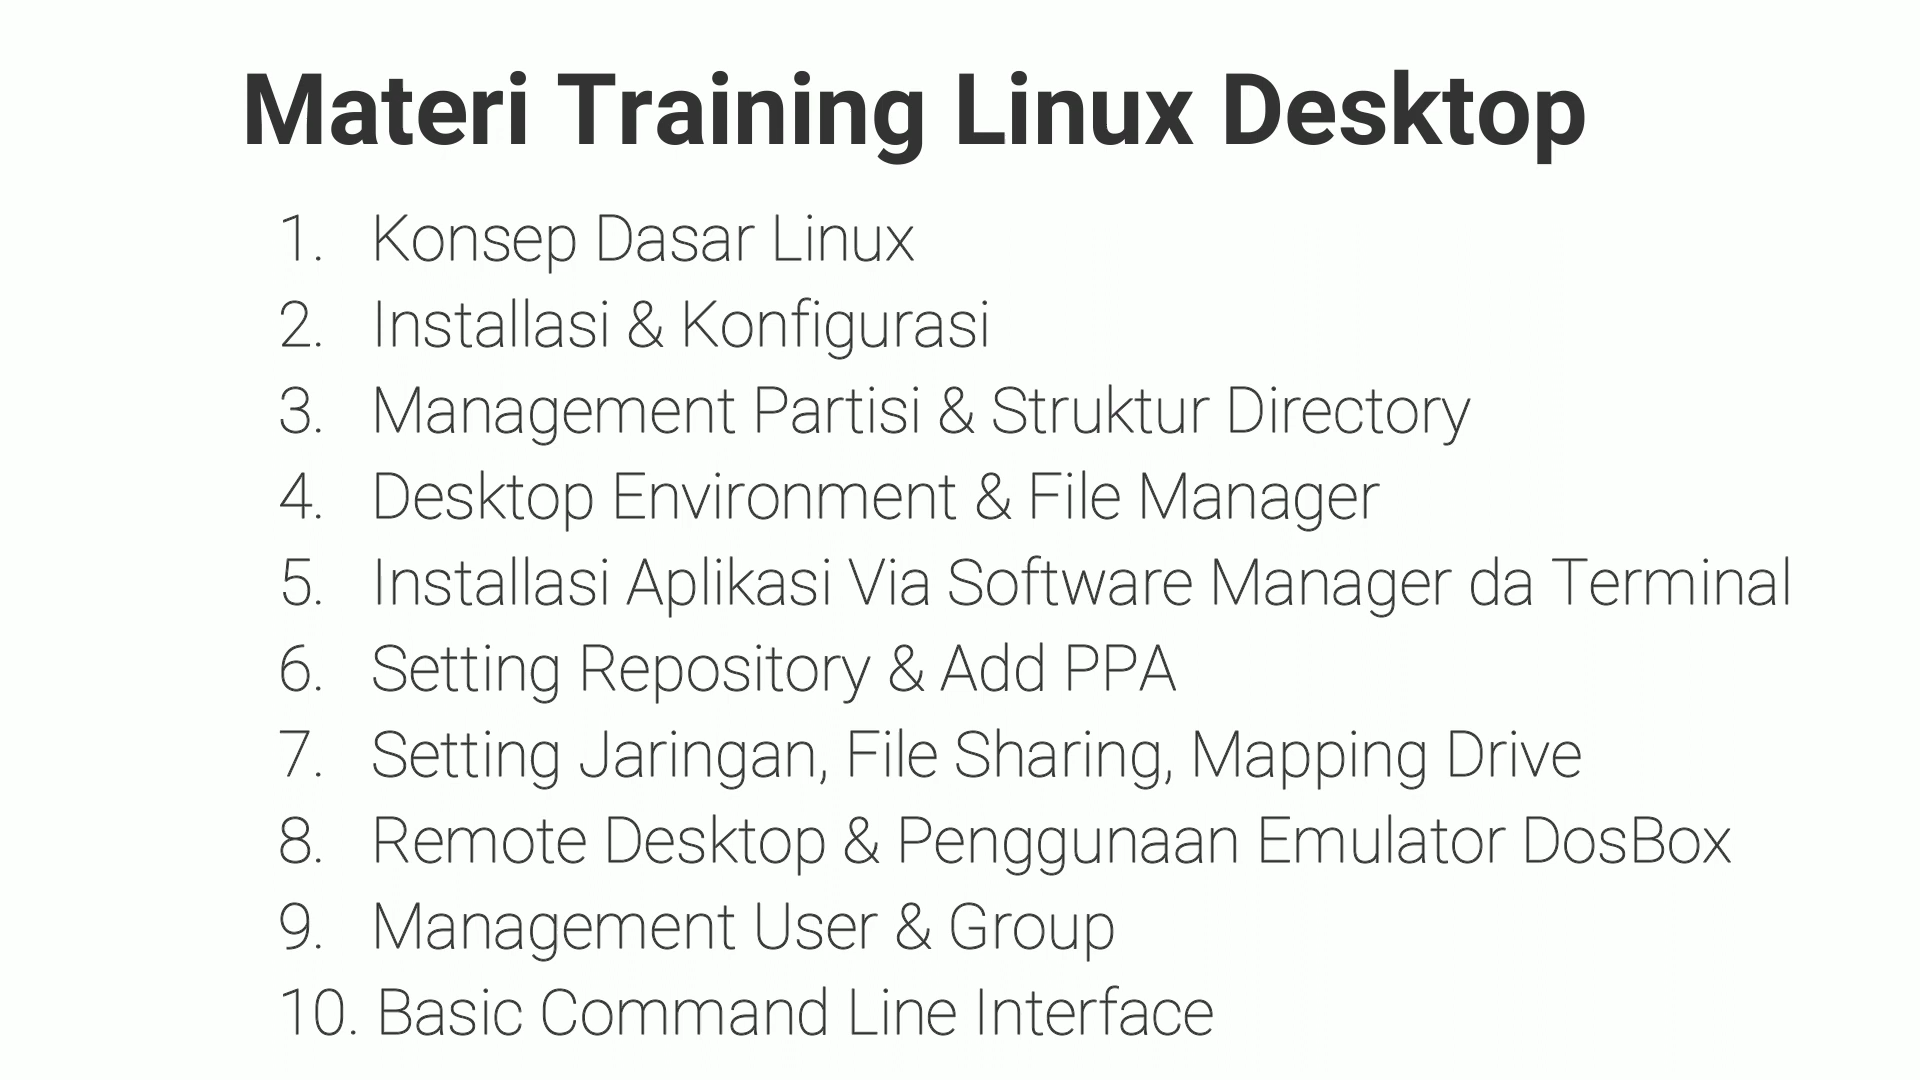 Materi Training Linux Desktop
1. Konsep Dasar Linux
2. Installasi & Konfigurasi
3. Management Partisi & Struktur Directory
4. Desktop Environment & File Manager
5. Installasi Aplikasi Via Software Manager da Terminal
6. Setting Repository & Add PPA
7. Setting Jaringan, File Sharing, Mapping Drive
8. Remote Desktop & Penggunaan Emulator DosBox
9. Management User & Group
10. Basic Command Line Interface